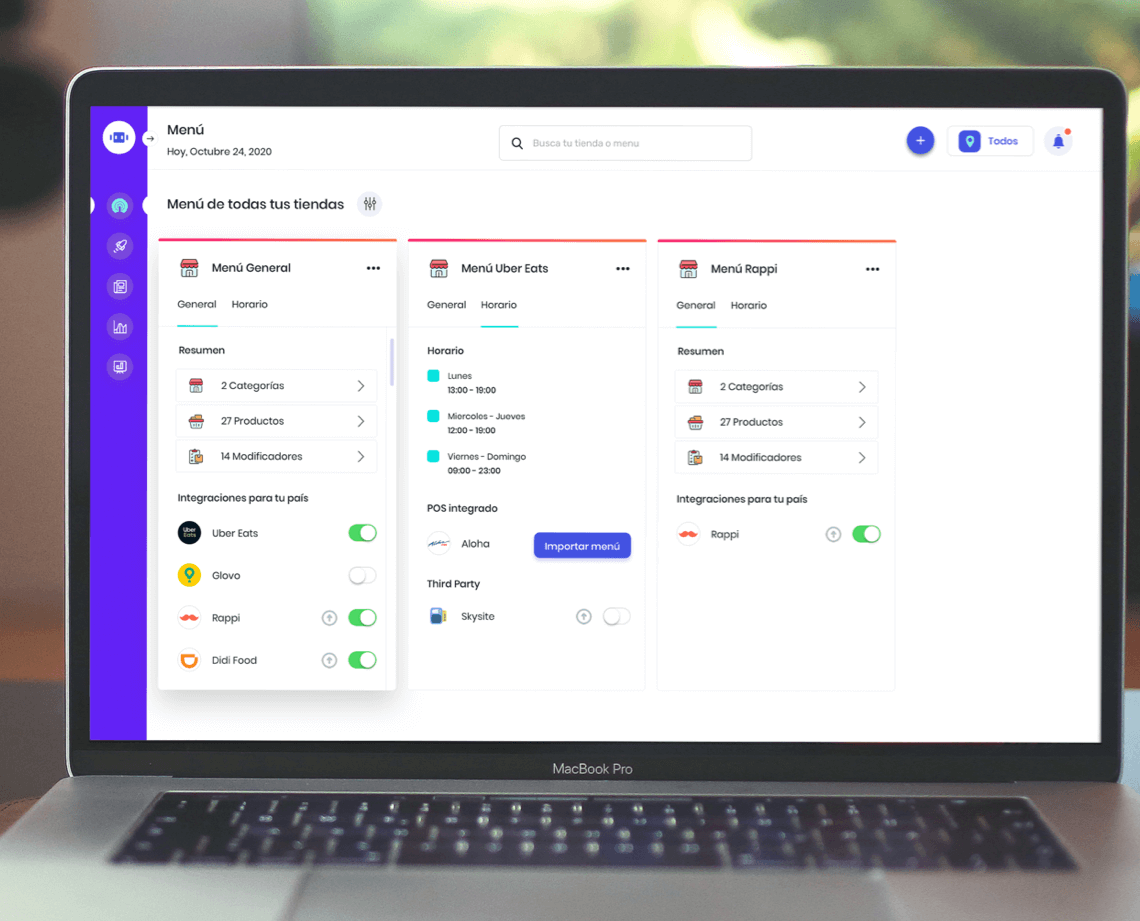 Menú
Hoy, Octubre 24, 2020
Busca tu tienda o menu
Todos
Menú de todas tus tiendas
Menú General
General Horario
Resumen
2 Categorías
27 Productos
14 Modificadores
Integraciones para tu país
Uber Eats
Uber Eats
Glovo
Rappi
Didi Food
Menú Uber Eats
General Horario
Horario
Lunes
13:00 - 19:00
Miercoles - Jueves
12:00 - 19:00
Viernes - Domingo
09:00 - 23:00
POS integrado
Aloha
Aloha
Importar menú
Third Party
Skysite
Menú Rappi
General Horario
Resumen
2 Categorías
27 Productos
14 Modificadores
Integraciones para tu país
Rappi
MacBook Pro